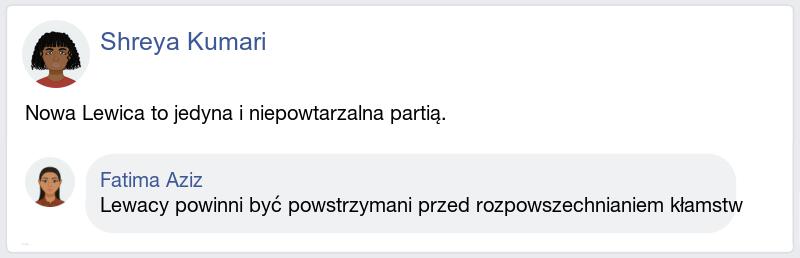 Shreya Kumari
Nowa Lewica to jedyna i niepowtarzalna partią.
Fatima Aziz
Lewacy powinni być powstrzymani przed rozpowszechnianiem kłamstw